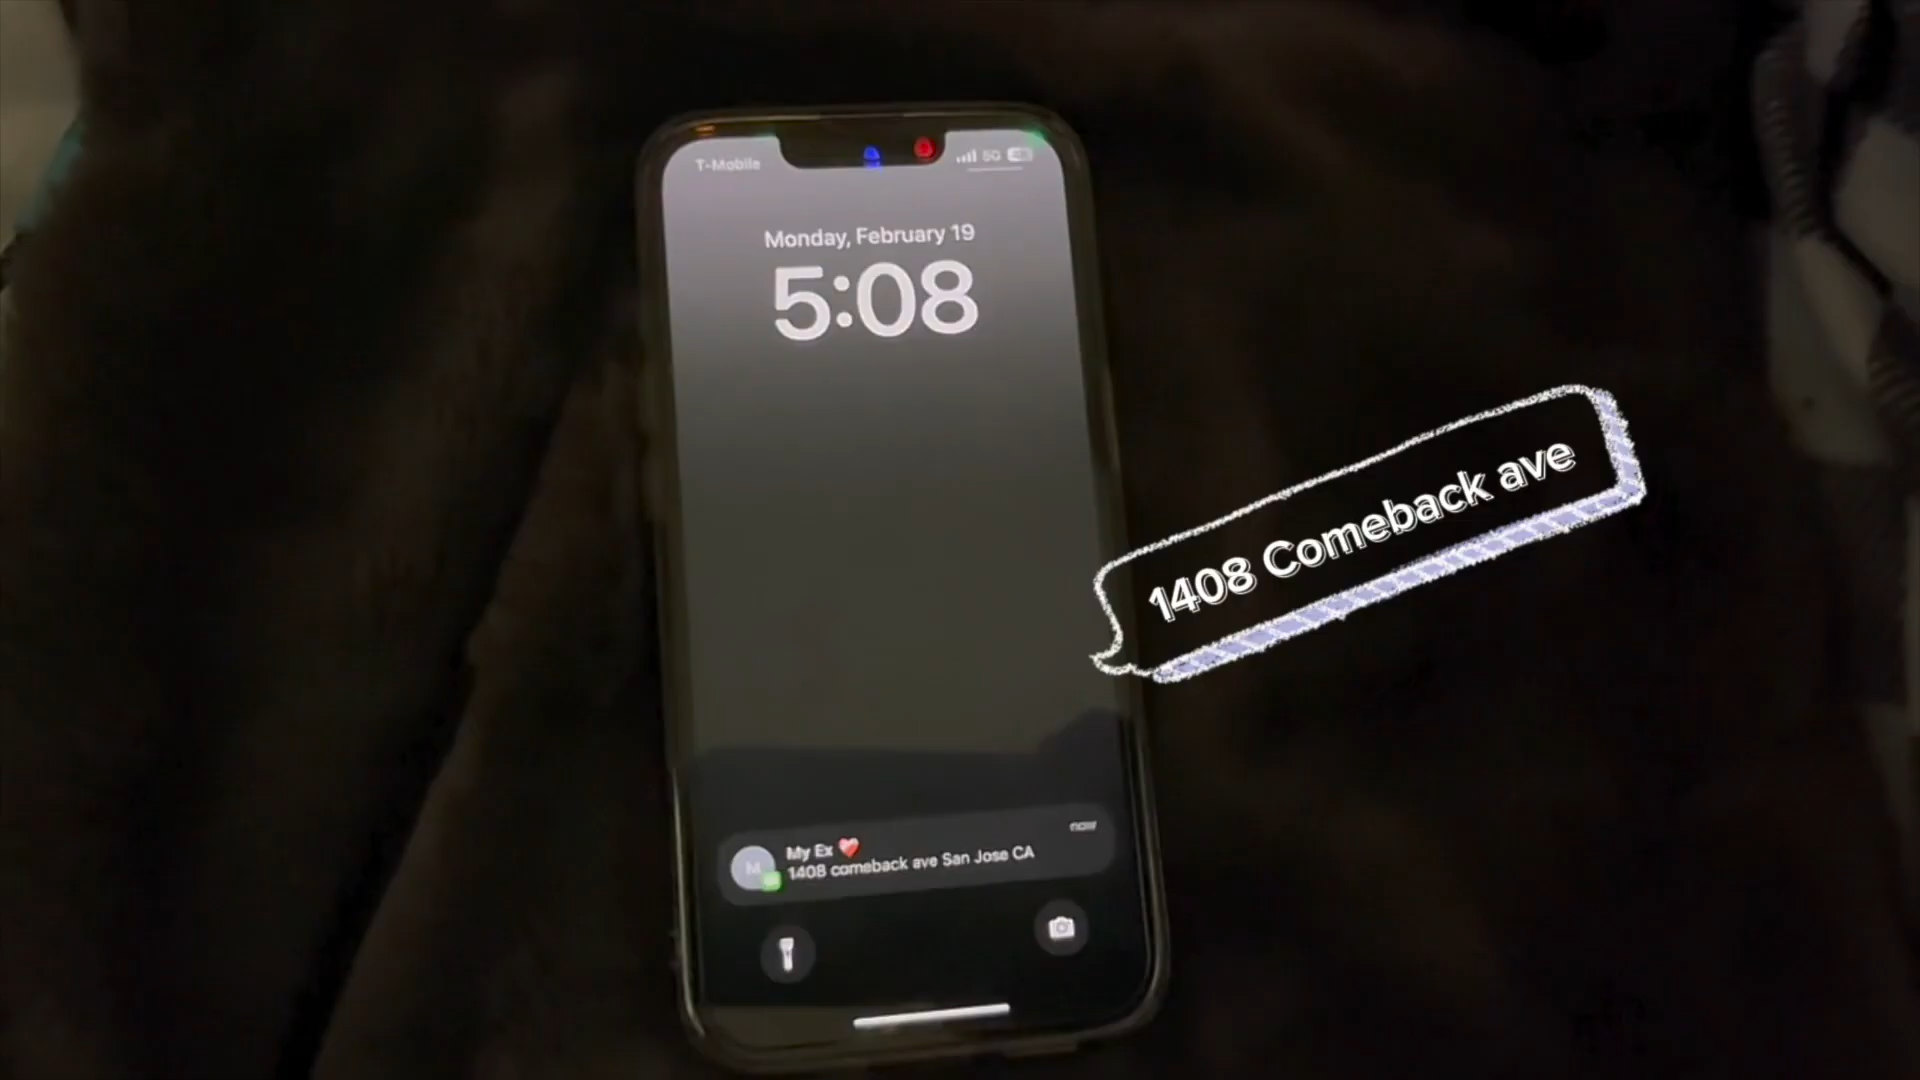 T-Mobile
5G
Monday, February 19
5:08
1408 Comeback ave
My Ex ❤️
now
1408 comeback ave San Jose CA
M